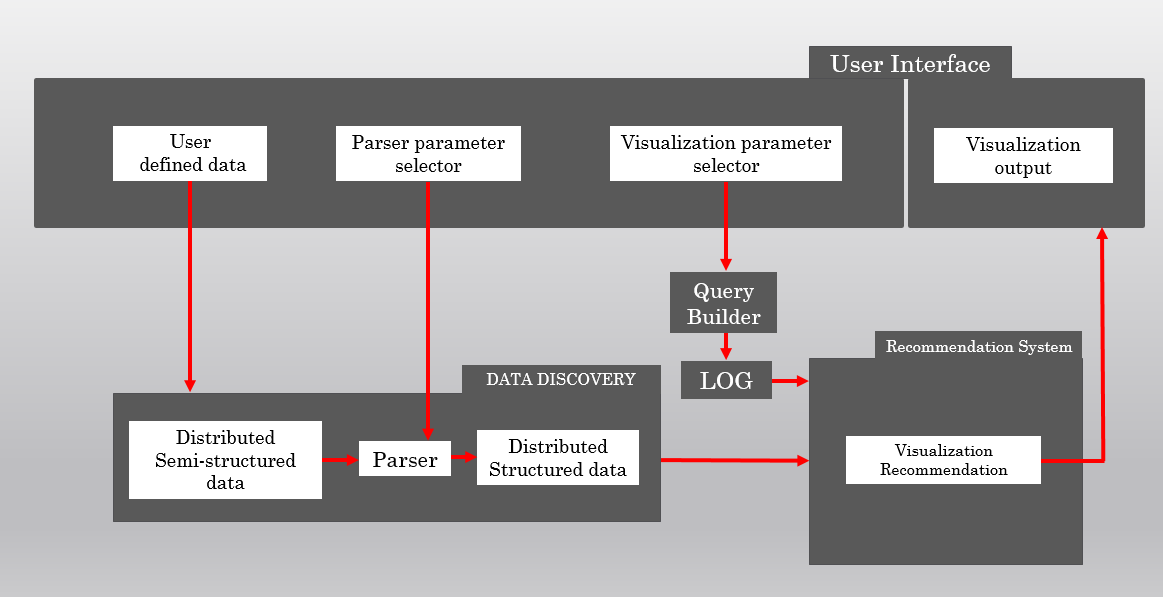 User Interface
User
defined data
Parser parameter
selector
Visualization parameter
selector
Visualization
output
Query
Builder
LOG
Recommendation System
DATA DISCOVERY
Distributed
Semi-structured
data
Parser
Distributed
Structured data
Visualization
Recommendation